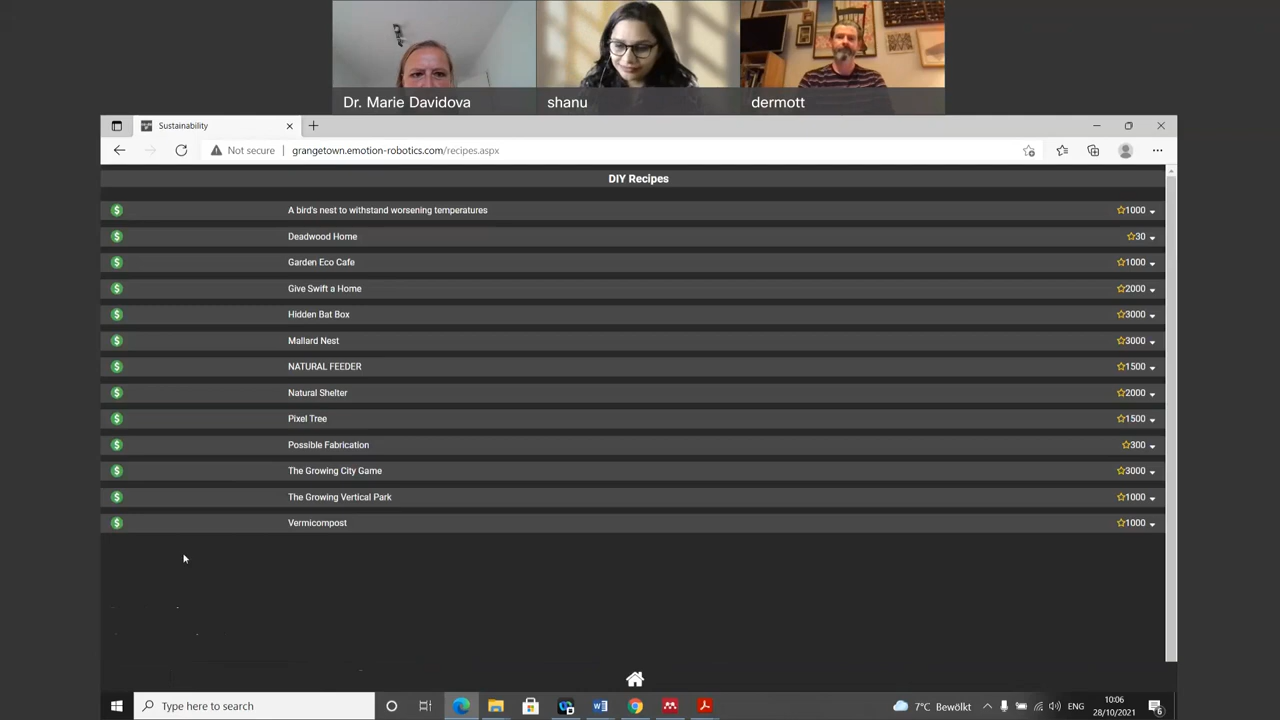 Dr. Marie Davidova
shanu
dermott
Sustainability
Not secure
grangetown.emotion-robotics.com/recipes.aspx
DIY Recipes
A bird's nest to withstand worsening temperatures
1000
Deadwood Home
30
Garden Eco Cafe
1000
Give Swift a Home
2000
Hidden Bat Box
3000
Mallard Nest
3000
NATURAL FEEDER
1500
Natural Shelter
2000
Pixel Tree
1500
Possible Fabrication
300
The Growing City Game
3000
The Growing Vertical Park
1000
Vermicompost
1000
Type here to search
7°C Bewölkt
ENG
10:06
28/10/2021
6